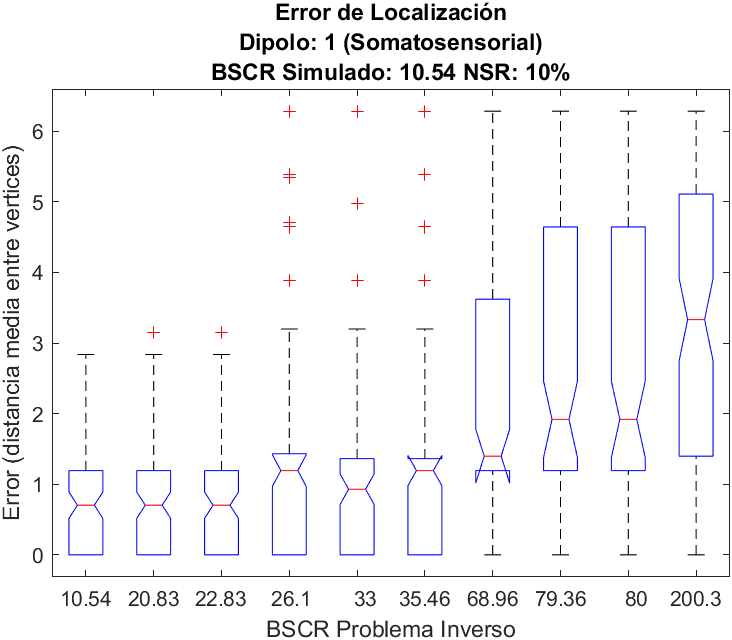 Error de Localización
Dipolo: 1 (Somatosensorial)
BSCR Simulado: 10.54 NSR: 10%
Error (distancia media entre vertices)
6
5
4
3
2
1
0
10.54 20.83 22.83 26.1 33 35.46 68.96 79.36 80 200.3
BSCR Problema Inverso